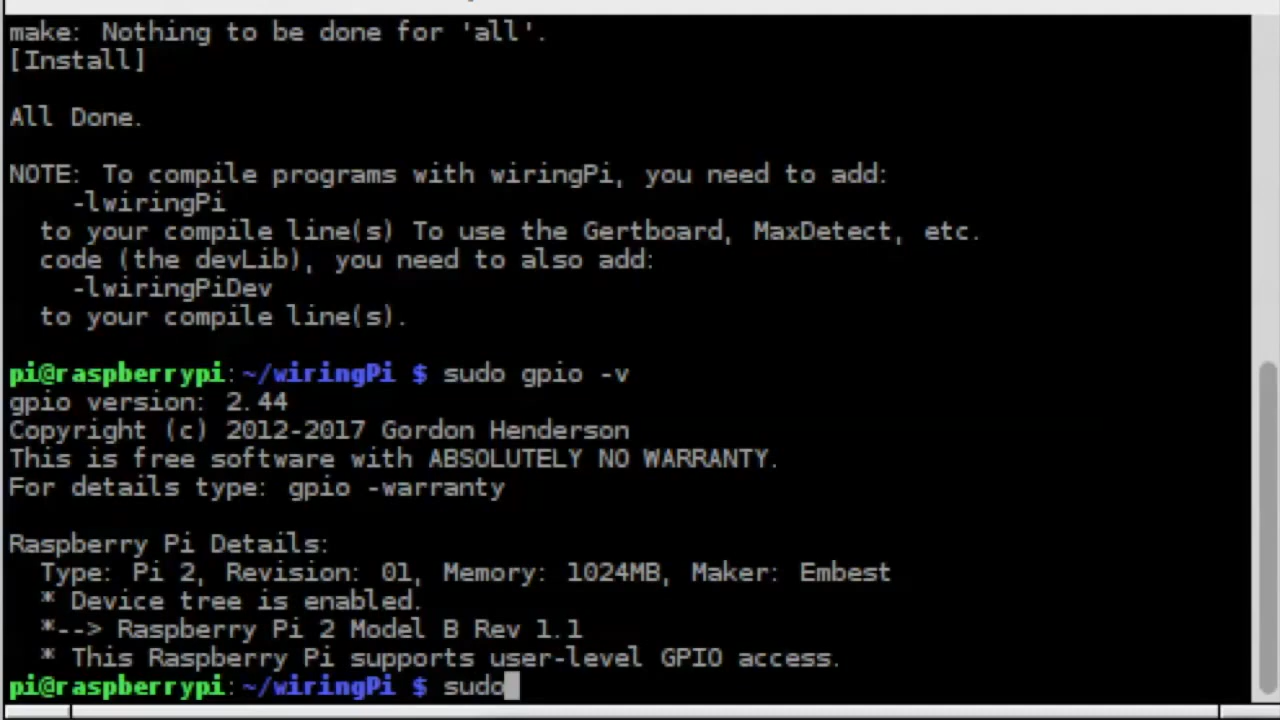 make: Nothing to be done for 'all'.
[Install]
All Done.
NOTE: To compile programs with wiringPi, you need to add:
-lwiringPi
to your compile line(s) To use the Gertboard, MaxDetect, etc.
code (the devLib), you need to also add:
-lwiringPiDev
to your compile line(s).
pi@raspberrypi:~/wiringPi $ sudo gpio -v
gpio version: 2.44
Copyright (c) 2012-2017 Gordon Henderson
This is free software with ABSOLUTELY NO WARRANTY.
For details type: gpio -warranty
Raspberry Pi Details:
Type: Pi 2, Revision: 01, Memory: 1024MB, Maker: Embest
* Device tree is enabled.
*--> Raspberry Pi 2 Model B Rev 1.1
* This Raspberry Pi supports user-level GPIO access.
pi@raspberrypi:~/wiringPi $ sudo